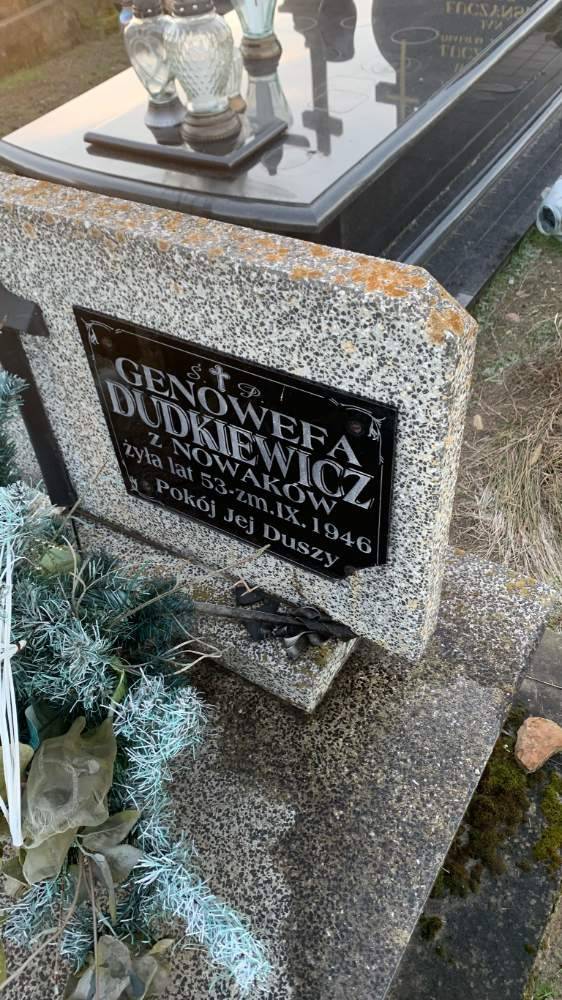 Ś P
GENOWEFA
DUDKIEWICZ
Z NOWAKÓW
żyła lat 53-zm.IX.1946
Pokój Jej Duszy